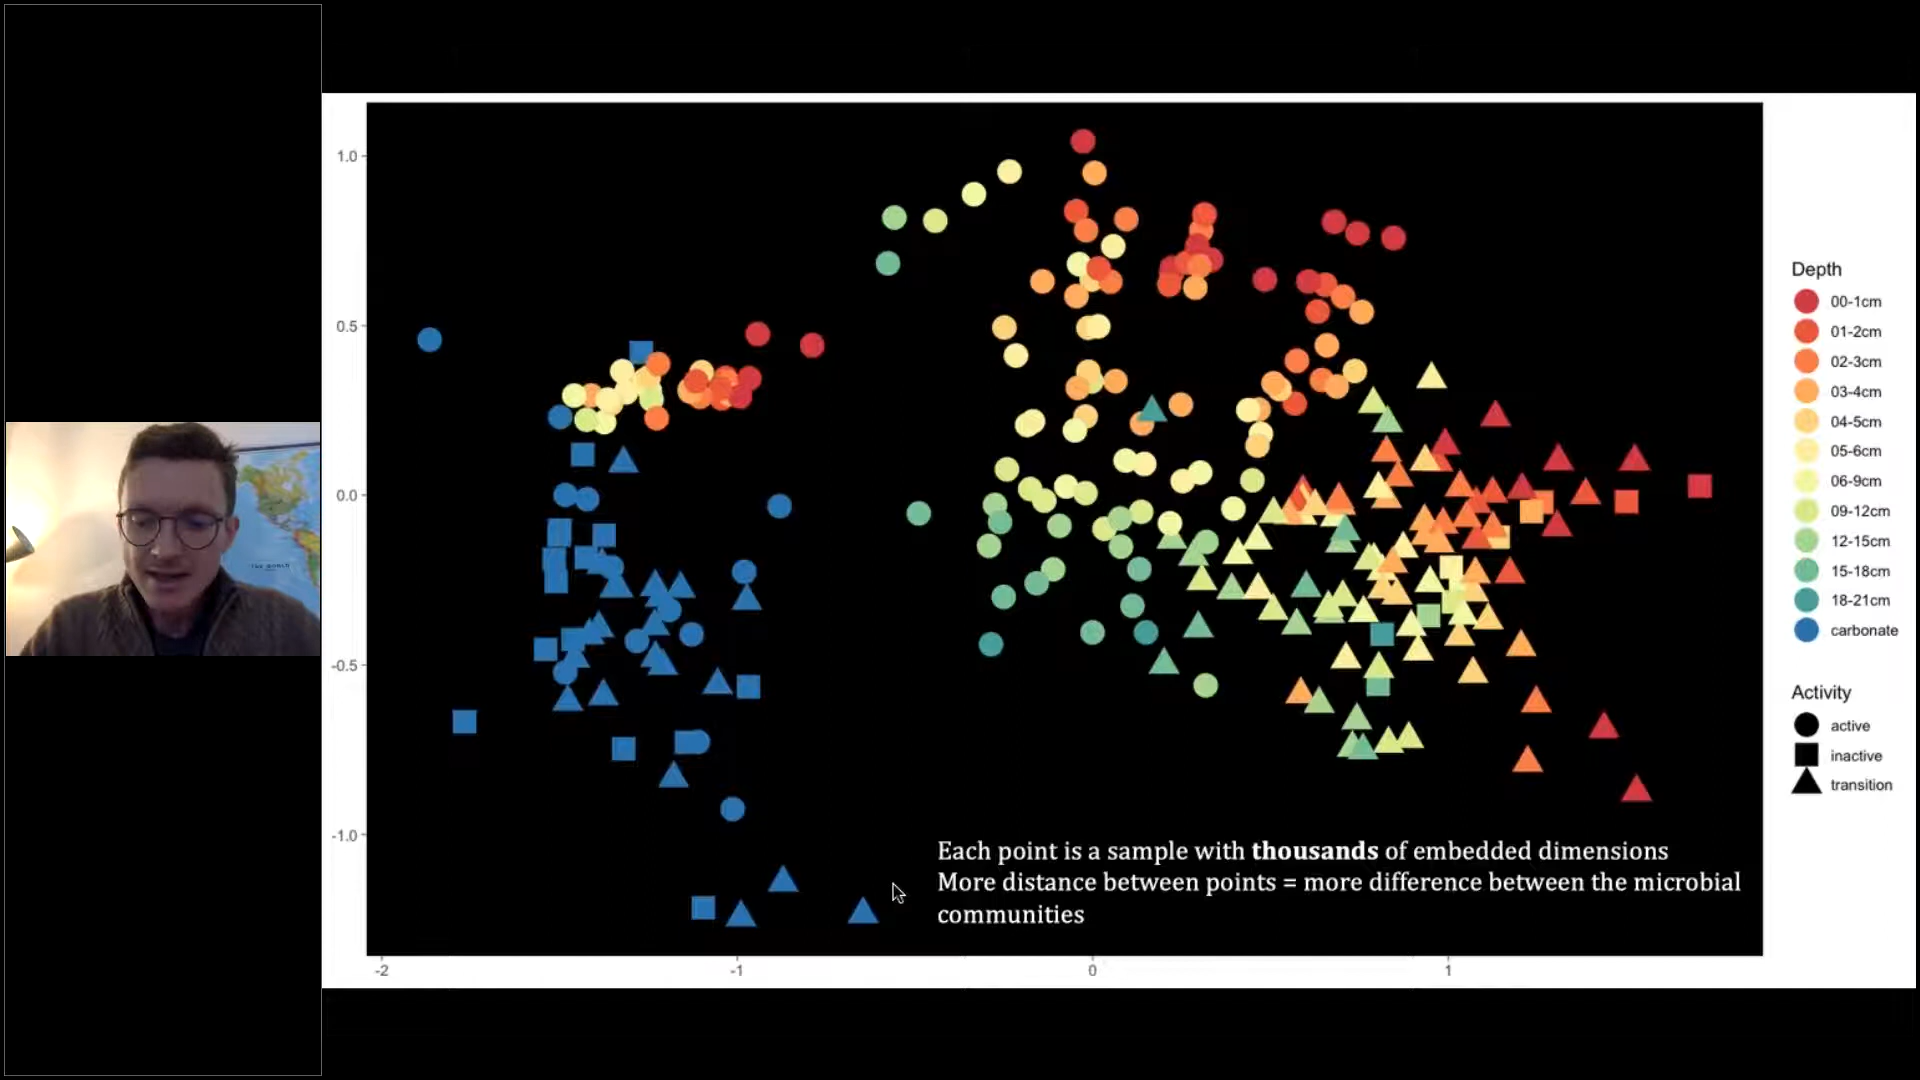 1.0
0.5
0.0
-0.5
-1.0
-2
-1
0
1
Each point is a sample with thousands of embedded dimensions
More distance between points = more difference between the microbial
communities
Depth
00-1cm
01-2cm
02-3cm
03-4cm
04-5cm
05-6cm
06-9cm
09-12cm
12-15cm
15-18cm
18-21cm
carbonate
Activity
active
inactive
transition
THE WORLD